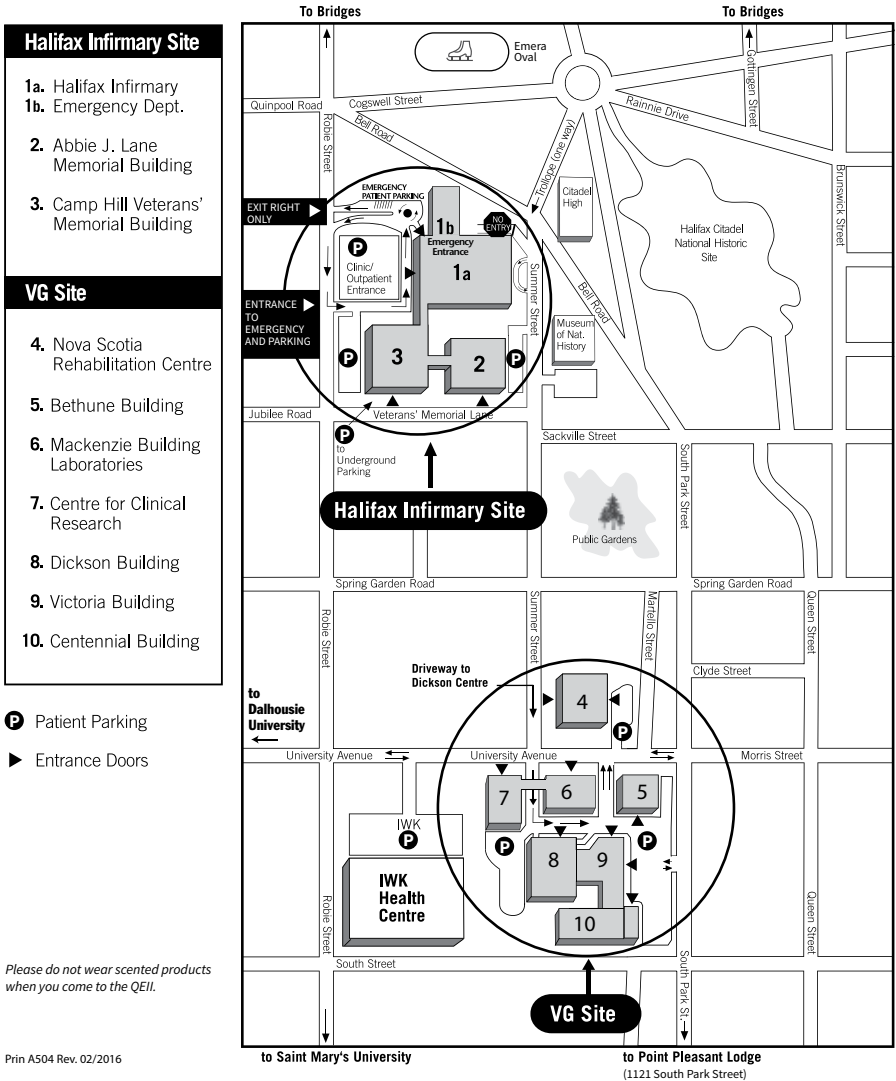 To Bridges
To Bridges
Halifax Infirmary Site
1a. Halifax Infirmary
1b. Emergency Dept.
2. Abbie J. Lane
Memorial Building
3. Camp Hill Veterans'
Memorial Building
VG Site
4. Nova Scotia
Rehabilitation Centre
5. Bethune Building
6. Mackenzie Building
Laboratories
7. Centre for Clinical
Research
8. Dickson Building
9. Victoria Building
10. Centennial Building
P Patient Parking
Entrance Doors
Please do not wear scented products
when you come to the QEII.
Prin A504 Rev. 02/2016
Emera
Oval
Gottingen Street
Quinpool Road
Cogswell Street
Rainnie Drive
Robie Street
Bell Road
Trollope (one way)
Brunswick Street
EMERGENCY
PATIENT PARKING
Citadel
High
EXIT RIGHT
ONLY
NO
ENTRY
1b
Emergency
Entrance
1a
P
Clinic/
Outpatient
Entrance
Halifax Citadel
National Historic
Site
Summer Street
Bell Road
ENTRANCE
TO
EMERGENCY
AND PARKING
Museum
of Nat.
History
P
3
2
P
Jubilee Road
Veterans' Memorial Lane
P
to
Underground
Parking
Sackville Street
South Park Street
Halifax Infirmary Site
Public Gardens
Spring Garden Road
Spring Garden Road
Robie Street
Summer Street
Martello Street
Queen Street
Driveway to
Dickson Centre
Clyde Street
to
Dalhousie
University
4
P
University Avenue
University Avenue
Morris Street
7
6
5
IWK
P
P
P
8
9
IWK
Health
Centre
10
Robie Street
Queen Street
South Street
South Park St.
VG Site
to Saint Mary's University
to Point Pleasant Lodge
(1121 South Park Street)